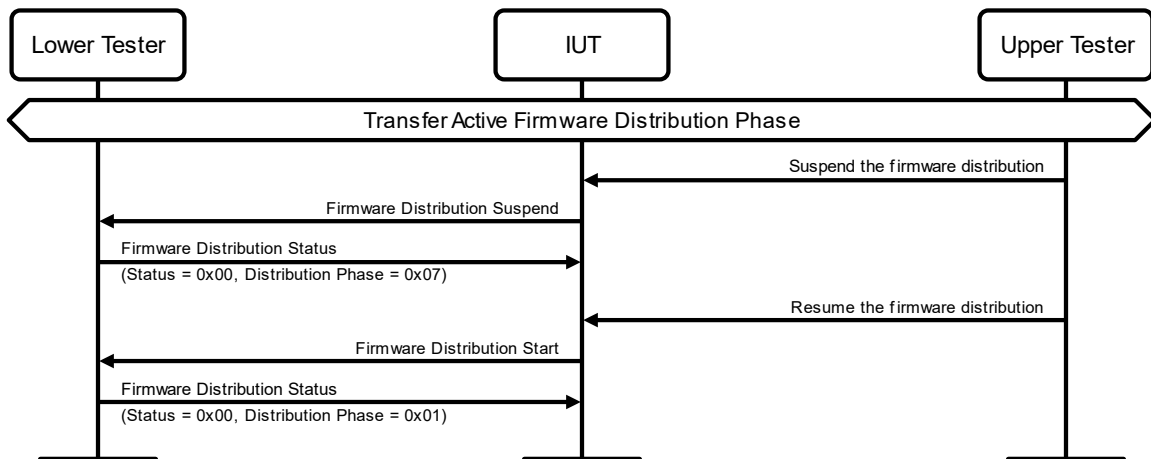 Lower Tester
IUT
Upper Tester
Transfer Active Firmware Distribution Phase
Suspend the firmware distribution
Firmware Distribution Suspend
Firmware Distribution Status
(Status = 0x00, Distribution Phase = 0x07)
Resume the firmware distribution
Firmware Distribution Start
Firmware Distribution Status
(Status = 0x00, Distribution Phase = 0x01)